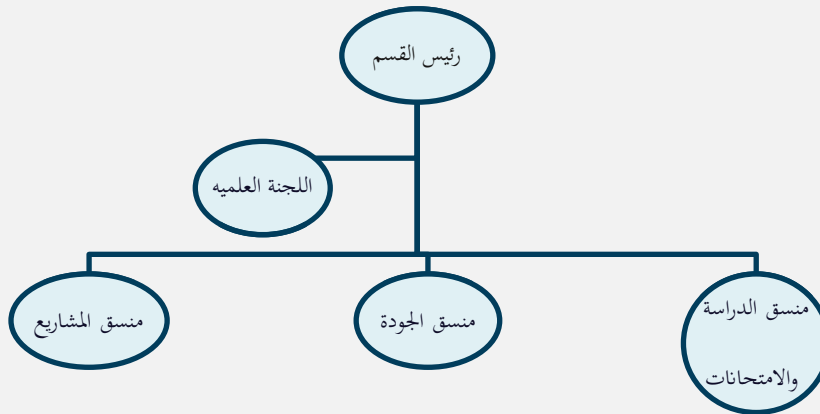 رئيس القسم
اللجنة العلميه
منسق الدراسة
والامتحانات
منسق الجودة
منسق المشاريع